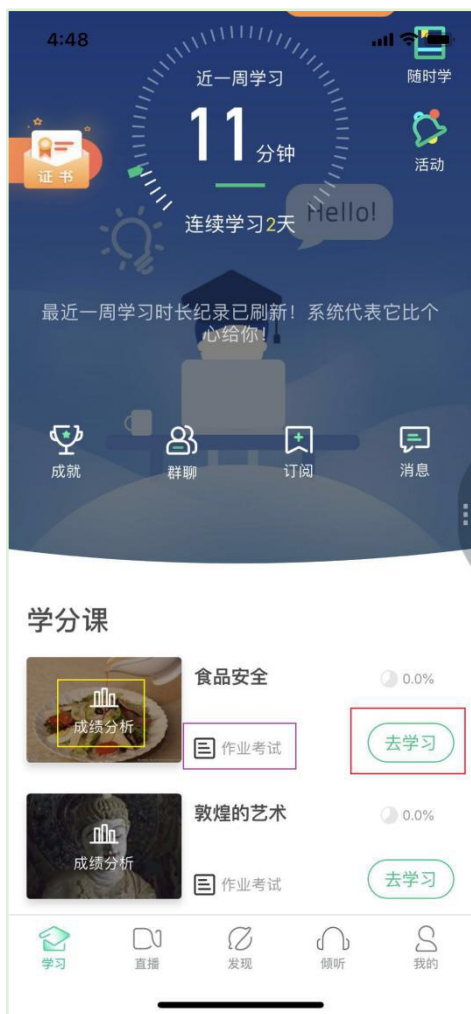 4:48
随时学
近一周学习
11分钟
证书
活动
连续学习2天
Hello!
最近一周学习时长纪录已刷新！系统代表它比个
心给你！
成就
群聊
订阅
消息
学分课
食品安全
0.0%
成绩分析
作业考试
去学习
敦煌的艺术
0.0%
成绩分析
作业考试
去学习
学习
直播
发现
倾听
我的